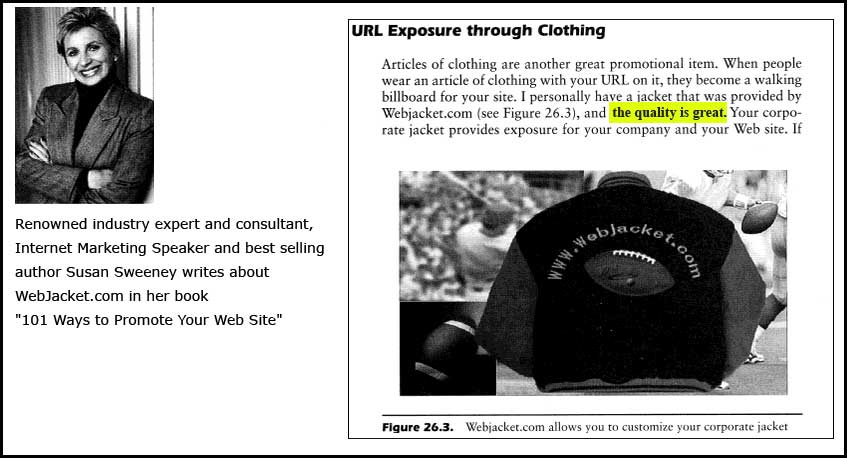 Renowned industry expert and consultant,
Internet Marketing Speaker and best selling
author Susan Sweeney writes about
WebJacket.com in her book
"101 Ways to Promote Your Web Site"
URL Exposure through Clothing
Articles of clothing are another great promotional item. When people
wear an article of clothing with your URL on it, they become a walking
billboard for your site. I personally have a jacket that was provided by
Webjacket.com (see Figure 26.3), and the quality is great. Your corpo-
rate jacket provides exposure for your company and your Web site. If
www.WebJacket.com
Figure 26.3. Webjacket.com allows you to customize your corporate jacket